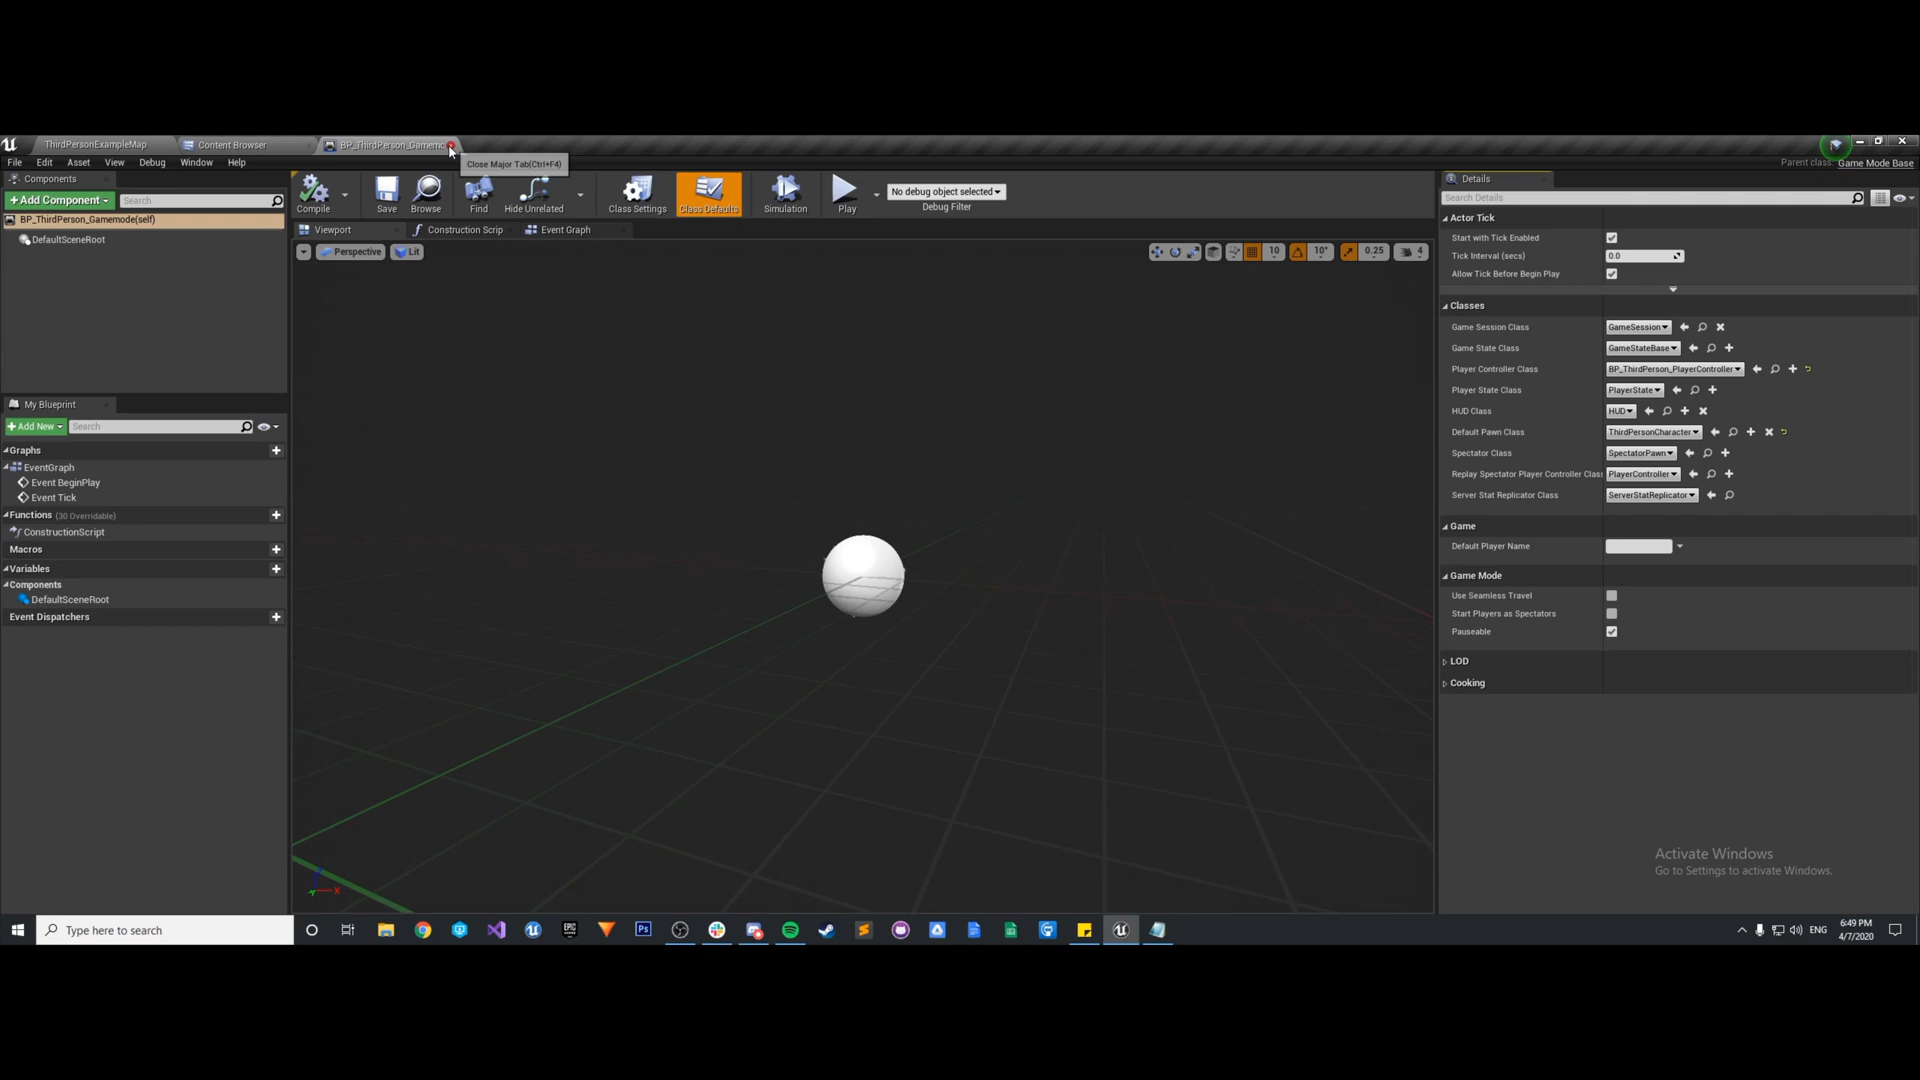 ThirdPersonExampleMap
Content Browser
BP_ThirdPerson_Gamemo
Close Major Tab(Ctrl+F4)
File
Edit
Asset
View
Debug
Window
Help
Parent class: Game Mode Base
Components
+Add Component
Search
BP_ThirdPerson_Gamemode(self)
DefaultSceneRoot
Compile
Save
Browse
Find
Hide Unrelated
Class Settings
Class Defaults
Simulation
Play
No debug object selected
Debug Filter
Viewport
Construction Scrip
Event Graph
Perspective
Lit
10
10°
0.25
4
My Blueprint
+Add New
Search
Graphs
EventGraph
Event BeginPlay
Event Tick
Functions (30 Overridable)
ConstructionScript
Macros
Variables
Components
DefaultSceneRoot
Event Dispatchers
X
Details
Search Details
Actor Tick
Start with Tick Enabled
Tick Interval (secs) 0.0
Allow Tick Before Begin Play
Classes
Game Session Class GameSession
Game State Class GameStateBase
Player Controller Class BP_ThirdPerson_PlayerController
Player State Class PlayerState
HUD Class HUD
Default Pawn Class ThirdPersonCharacter
Spectator Class SpectatorPawn
Replay Spectator Player Controller Class PlayerController
Server Stat Replicator Class ServerStatReplicator
Game
Default Player Name
Game Mode
Use Seamless Travel
Start Players as Spectators
Pauseable
LOD
Cooking
Activate Windows
Go to Settings to activate Windows.
Type here to search
EPIC
Ps
ENG
6:49 PM
4/7/2020